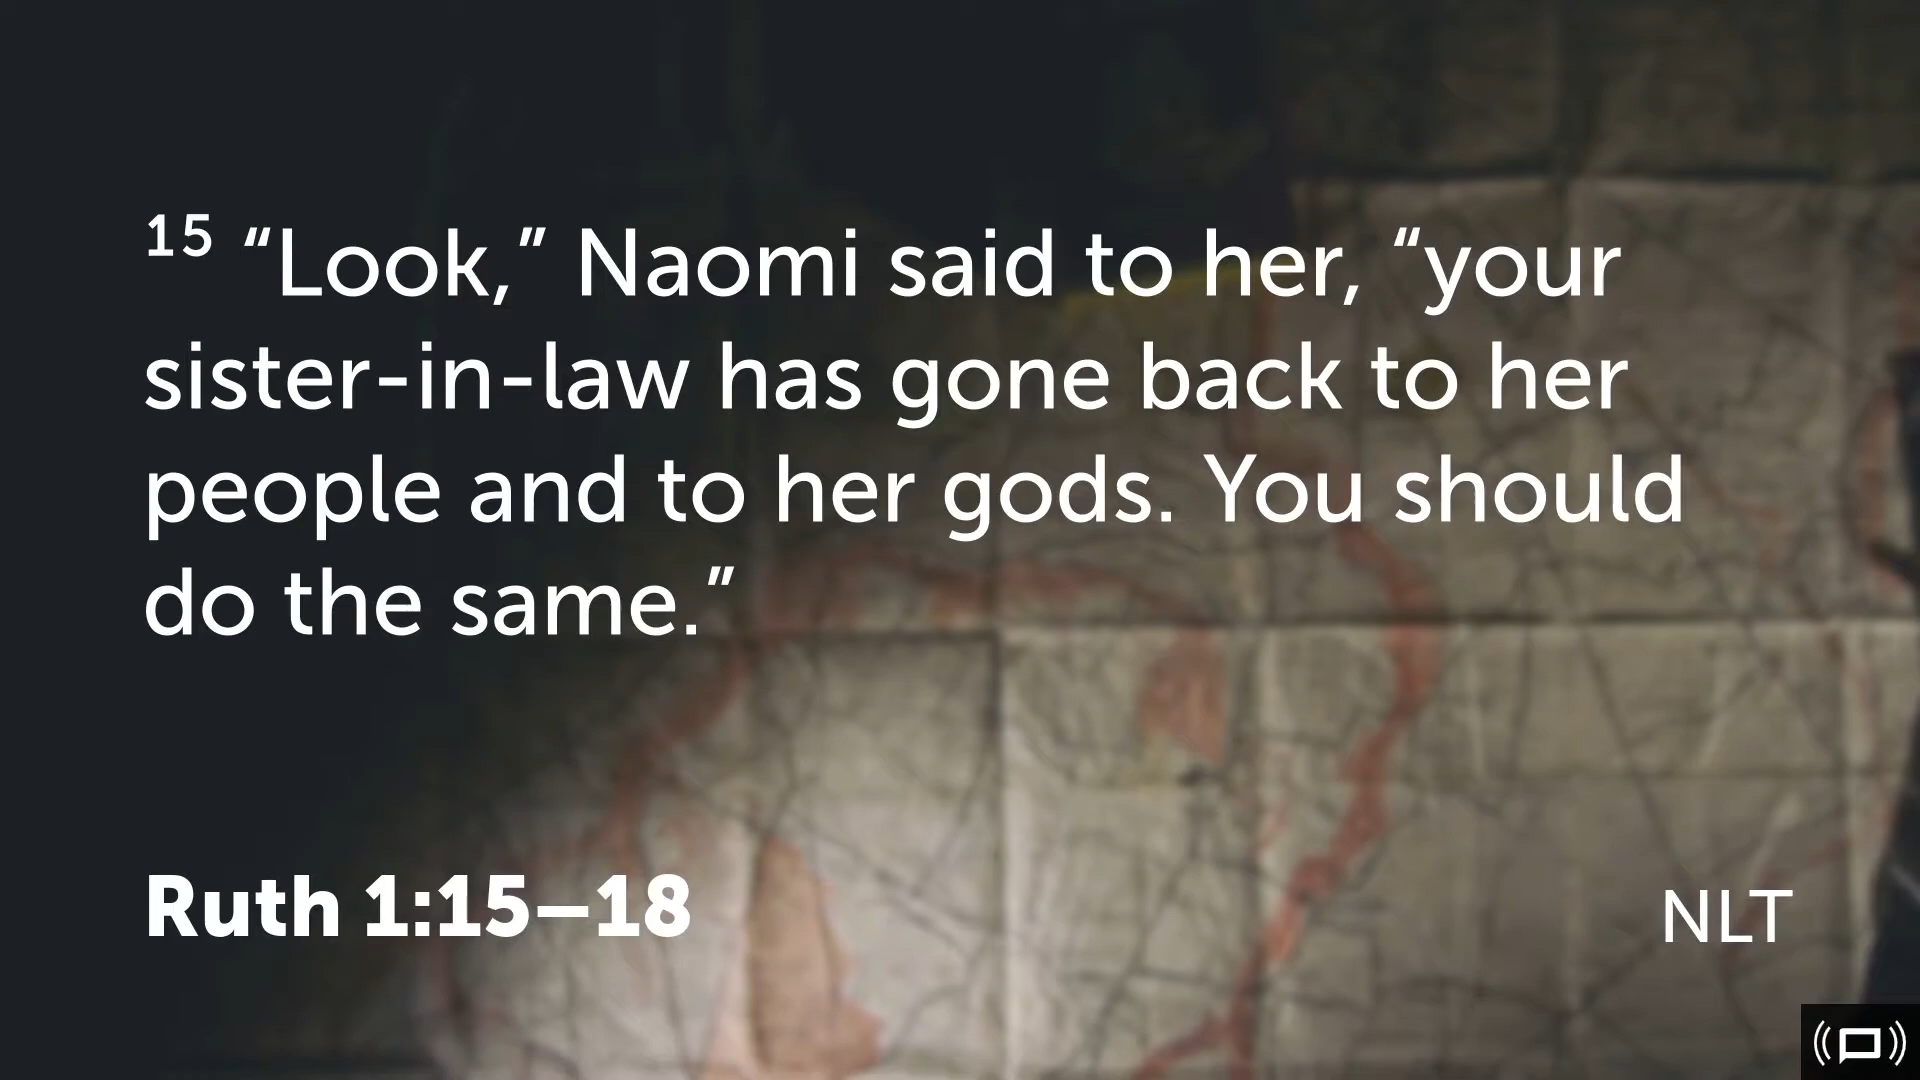 15 “Look,” Naomi said to her, “your
sister-in-law has gone back to her
people and to her gods. You should
do the same.”
Ruth 1:15–18
NLT